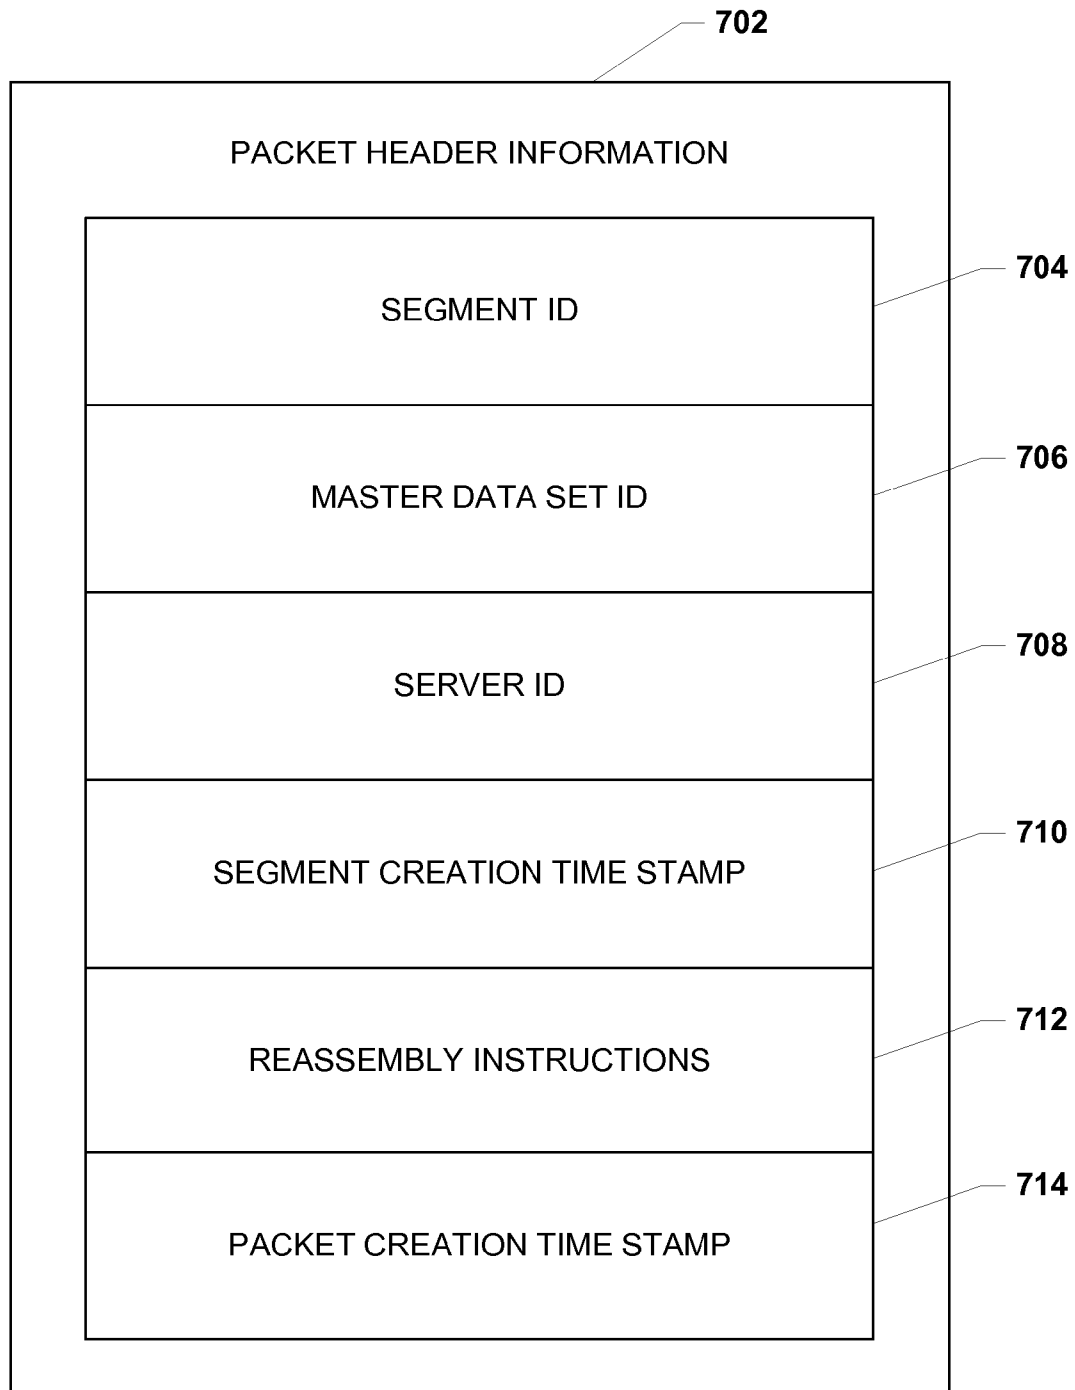 702
PACKET HEADER INFORMATION
SEGMENT ID
704
MASTER DATA SET ID
706
SERVER ID
708
SEGMENT CREATION TIME STAMP
710
REASSEMBLY INSTRUCTIONS
712
PACKET CREATION TIME STAMP
714